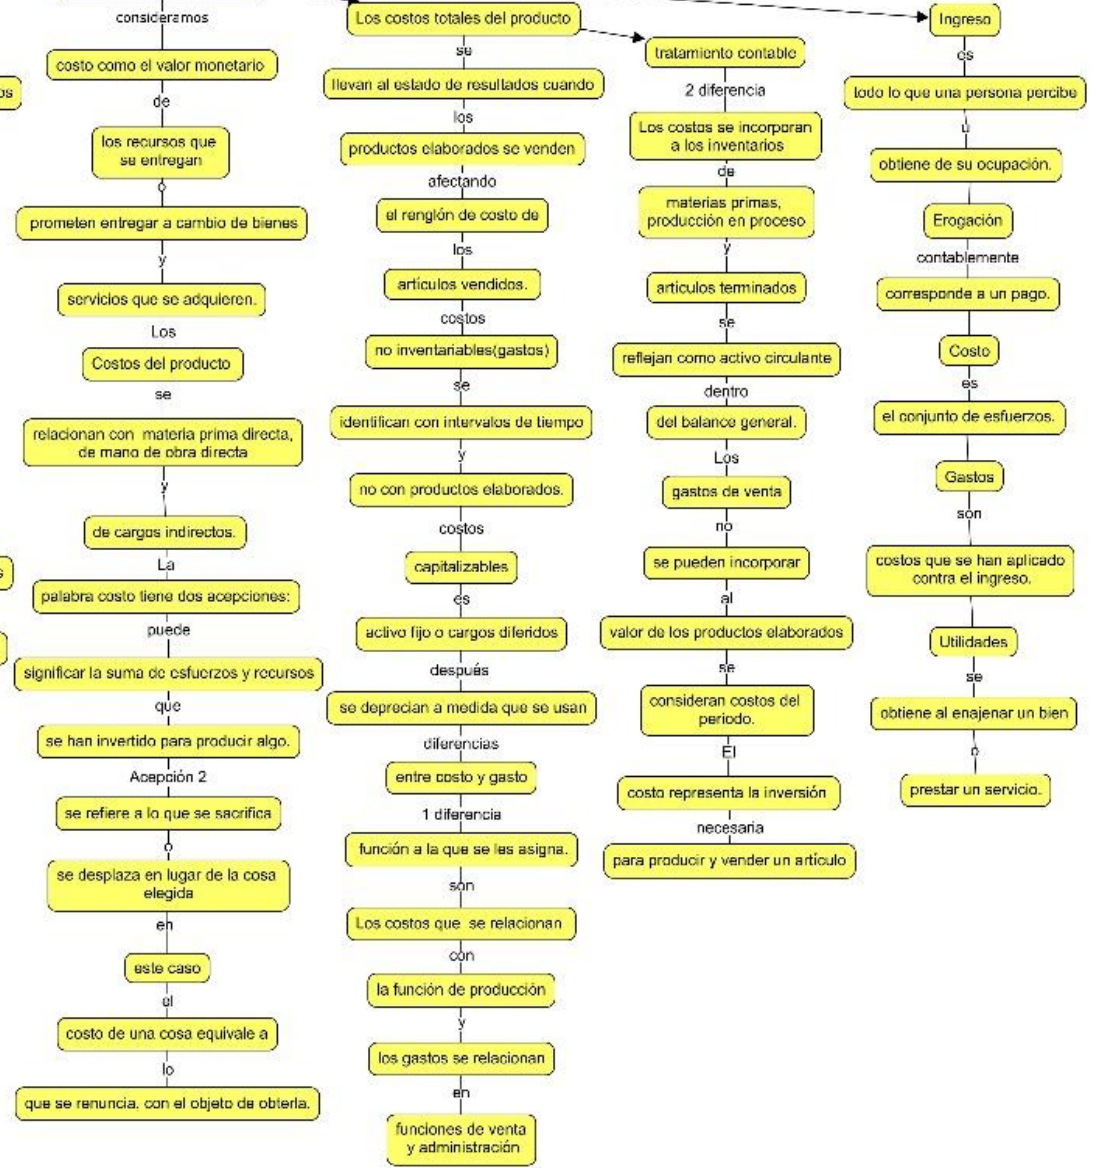 os
s
consideramos
costo como el valor monetario
de
los recursos que
se entregan
o
prometen entregar a cambio de bienes
y
servicios que se adquieren.
Los
Costos del producto
se
relacionan con materia prima directa,
de mano de obra directa
y
de cargos indirectos.
La
palabra costo tiene dos acepciones:
puede
significar la suma de esfuerzos y recursos
que
se han invertido para producir algo.
Acepción 2
se refiere a lo que se sacrifica
o
se desplaza en lugar de la cosa
elegida
en
este caso
el
costo de una cosa equivale a
lo
que se renuncia, con el objeto de obterla.
Los costos totales del producto
se
llevan al estado de resultados cuando
los
productos elaborados se venden
afectando
el renglón de costo de
los
artículos vendidos.
costos
no inventariables(gastos)
se
identifican con intervalos de tiempo
y
no con productos elaborados.
costos
capitalizables
es
activo fijo o cargos diferidos
después
se deprecian a medida que se usan
diferencias
entre costo y gasto
1 diferencia
función a la que se les asigna.
son
Los costos que se relacionan
con
la función de producción
y
los gastos se relacionan
en
funciones de venta
y administración
tratamiento contable
2 diferencia
Los costos se incorporan
a los inventarios
de
materias primas,
producción en proceso
y
articulos terminados
se
reflejan como activo circulante
dentro
del balance general.
Los
gastos de venta
no
se pueden incorporar
al
valor de los productos elaborados
se
consideran costos del
periodo.
El
costo representa la inversión
necesaria
para producir y vender un artículo
Ingreso
es
todo lo que una persona percibe
u
obtiene de su ocupación.
Erogación
contablemente
corresponde a un pago.
Costo
es
el conjunto de esfuerzos.
Gastos
son
costos que se han aplicado
contra el ingreso.
Utilidades
se
obtiene al enajenar un bien
o
prestar un servicio.